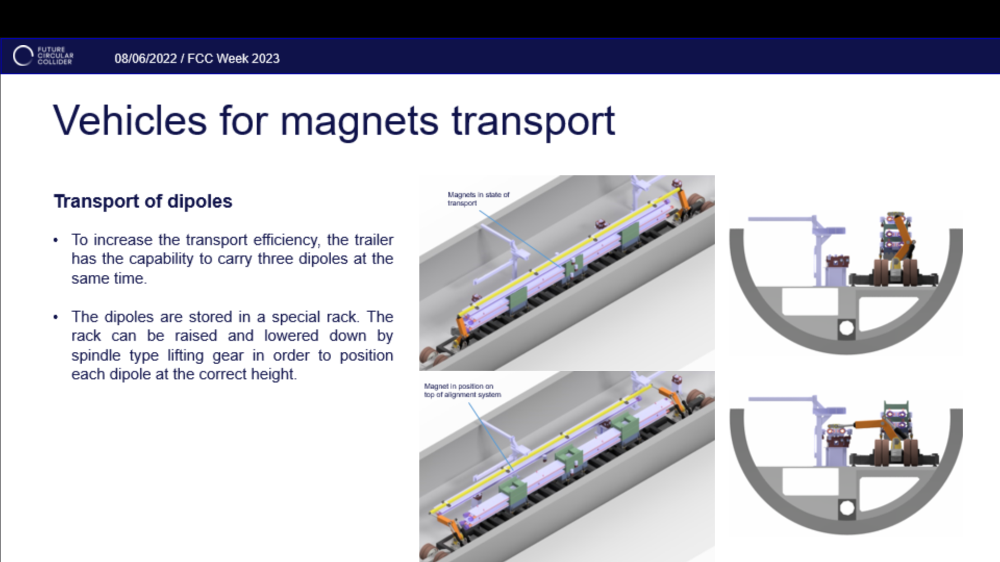 FUTURE
CIRCULAR
COLLIDER
08/06/2022 / FCC Week 2023
Vehicles for magnets transport
Transport of dipoles
• To increase the transport efficiency, the trailer
has the capability to carry three dipoles at the
same time.
• The dipoles are stored in a special rack. The
rack can be raised and lowered down by
spindle type lifting gear in order to position
each dipole at the correct height.
Magnets in state of
transport
Magnet in position on
top of alignment system